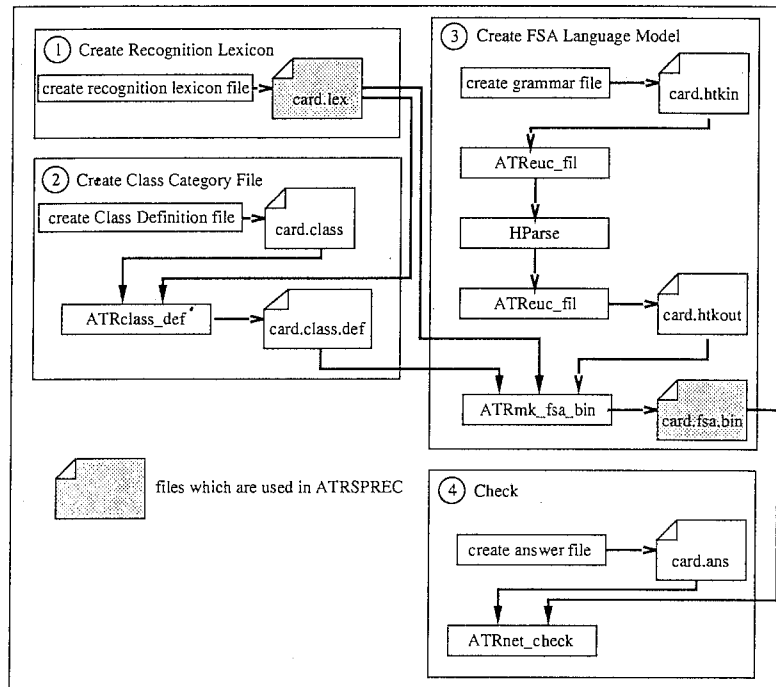 1 Create Recognition Lexicon
create recognition lexicon file
card.lex
2 Create Class Category File
create Class Definition file
card.class
ATRclass_def
card.class.def
files which are used in ATRSPREC
3 Create FSA Language Model
create grammar file
card.htkin
ATReuc_fil
HParse
ATReuc_fil
card.htkout
ATRmk_fsa_bin
card.fsa.bin
4 Check
create answer file
card.ans
ATRnet_check